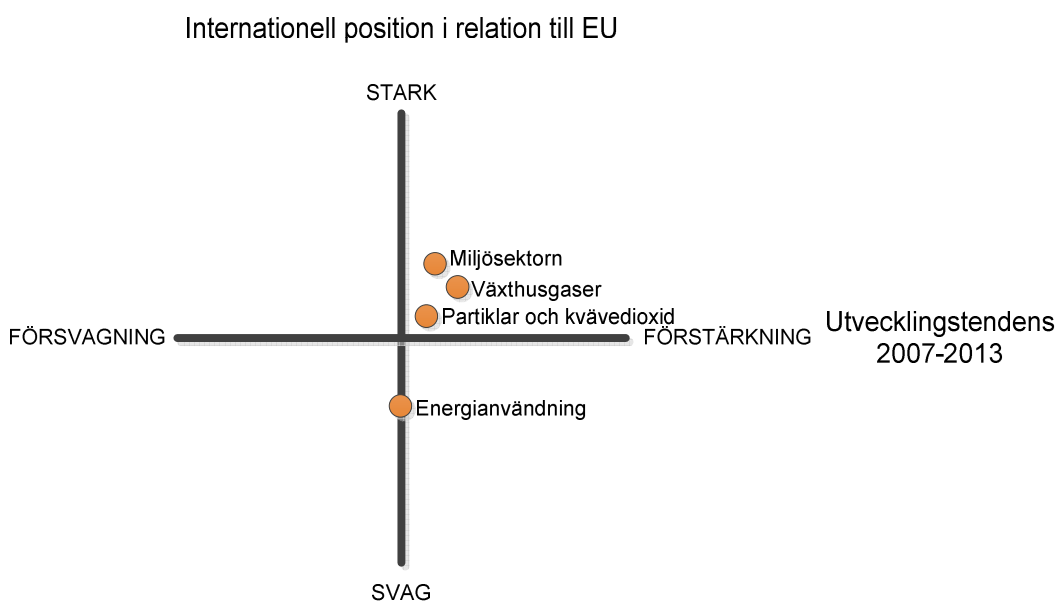 Internationell position i relation till EU
STARK
Miljösektorn
Växthusgaser
Partiklar och kvävedioxid
FÖRSVAGNING
FÖRSTÄRKNING
Utvecklingstendens
2007-2013
Energianvändning
SVAG